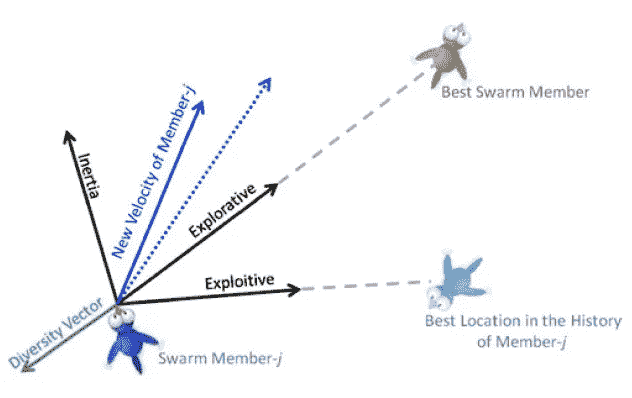 Best Swarm Member
New Velocity of Member-j
Inertia
Explorative
Exploitive
Diversity Vector
Best Location in the History
of Member-j
Swarm Member-j